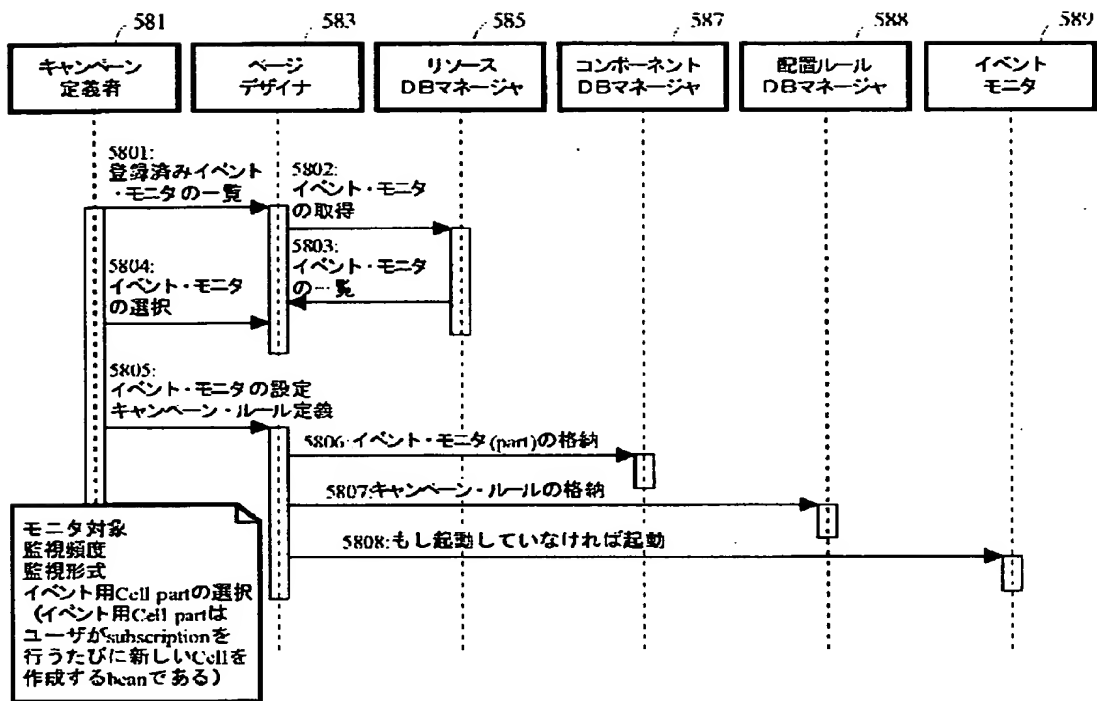 581
583
585
587
588
589
キャンペーン
定義者
ページ
デザイナ
リソース
DBマネージャ
コンポーネント
DBマネージャ
配置ルール
DBマネージャ
イベント
モニタ
5801:
登録済みイベント
・モニタの一覧
5802:
イベント・モニタ
の取得
5803:
イベント・モニタ
の一覧
5804:
イベント・モニタ
の選択
5805:
イベント・モニタの設定
キャンペーン・ルール定義
5806:イベント・モニタ(part)の格納
5807:キャンペーン・ルールの格納
5808:もし起動していなければ起動
モニタ対象
監視頻度
監視形式
イベント用Cell partの選択
(イベント用Cell partは
ユーザがsubscriptionを
行うたびに新しいCellを
作成するbeanである)